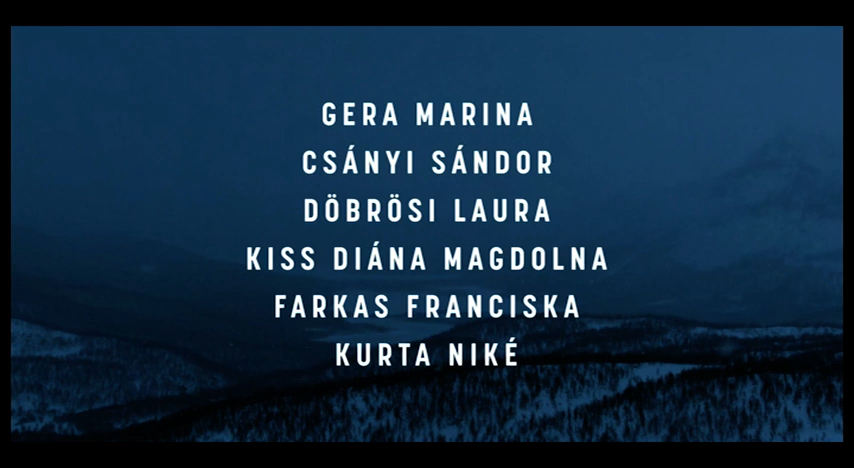 GERA MARINA
CSÁNYI SÁNDOR
DÖBRÖSI LAURA
KISS DIÁNA MAGDOLNA
FARKAS FRANCISKA
KURTA NIKÉ